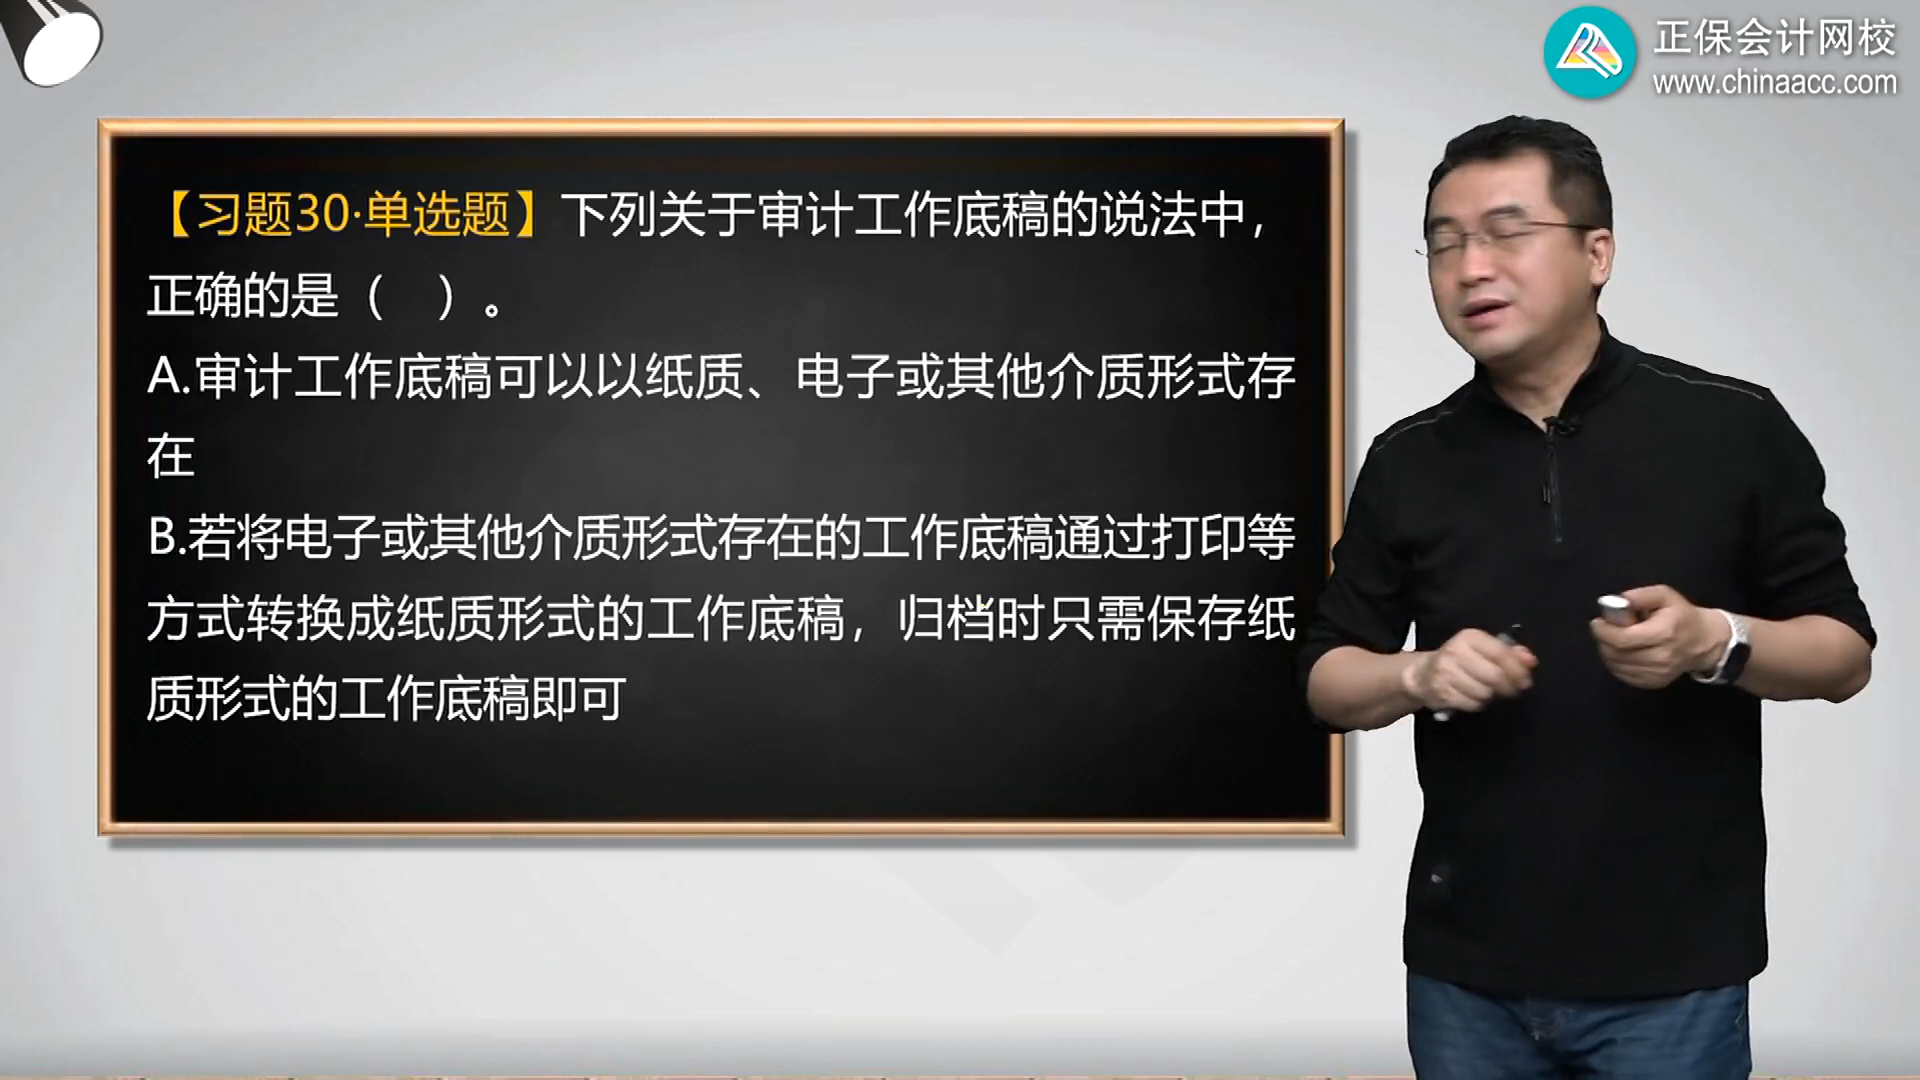 正保会计网校
www.chinaacc.com
【习题30·单选题】下列关于审计工作底稿的说法中，
正确的是（ ）。
A.审计工作底稿可以以纸质、电子或其他介质形式存
在
B.若将电子或其他介质形式存在的工作底稿通过打印等
方式转换成纸质形式的工作底稿，归档时只需保存纸
质形式的工作底稿即可